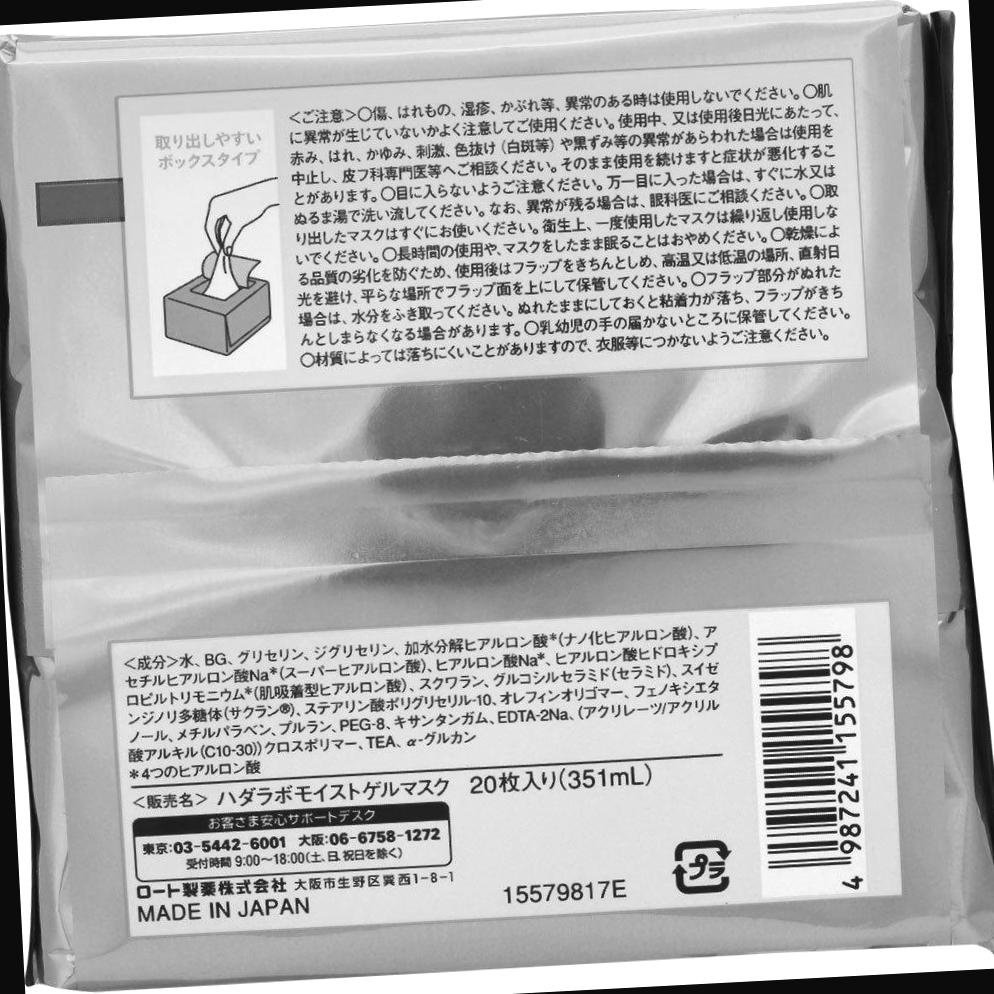 取り出しやすい
ボックスタイプ
＜ご注意＞○傷、はれもの、湿疹、かぶれ等、異常のある時は使用しないでください。○肌
に異常が生じていないかよく注意してご使用ください。使用中、又は使用後日光にあたって、
赤み、はれ、かゆみ、刺激、色抜け（白斑等）や黒ずみ等の異常があらわれた場合は使用を
中止し、皮フ科専門医等へご相談ください。そのまま使用を続けますと症状が悪化するこ
とがあります。○目に入らないようご注意ください。万一目に入った場合は、すぐに水又は
ぬるま湯で洗い流してください。なお、異常が残る場合は、眼科医にご相談ください。○取
り出したマスクはすぐにお使いください。衛生上、一度使用したマスクは繰り返し使用しな
いでください。○長時間の使用や、マスクをしたまま眠ることはおやめください。○乾燥によ
る品質の劣化を防ぐため、使用後はフラップをきちんとしめ、高温又は低温の場所、直射日
光を避け、平らな場所でフラップ面を上にして保管してください。○フラップ部分がぬれた
場合は、水分をふき取ってください。ぬれたままにしておくと粘着力が落ち、フラップがきち
んとしまらなくなる場合があります。○乳幼児の手の届かないところに保管してください。
○材質によっては落ちにくいことがありますので、衣服等につかないようご注意ください。
＜成分＞水、BG、グリセリン、ジグリセリン、加水分解ヒアルロン酸*（ナノ化ヒアルロン酸）、ア
セチルヒアルロン酸Na*（スーパーヒアルロン酸）、ヒアルロン酸Na*、ヒアルロン酸ヒドロキシプ
ロピルトリモニウム*（肌吸着型ヒアルロン酸）、スクワラン、グルコシルセラミド（セラミド）、スイゼ
ンジノリ多糖体（サクラン®）、ステアリン酸ポリグリセリル-10、オレフィンオリゴマー、フェノキシエタ
ノール、メチルパラベン、プルラン、PEG-8、キサンタンガム、EDTA-2Na、（アクリレーツ/アクリル
酸アルキル（C10-30））クロスポリマー、TEA、α-グルカン
*4つのヒアルロン酸
＜販売名＞ ハダラボモイストゲルマスク 20枚入り（351mL）
お客さま安心サポートデスク
東京:03-5442-6001 大阪:06-6758-1272
受付時間 9:00～18:00（土、日、祝日を除く）
ロート製薬株式会社 大阪市生野区巽西1-8-1
MADE IN JAPAN
15579817E
プラ
4 987241 155798